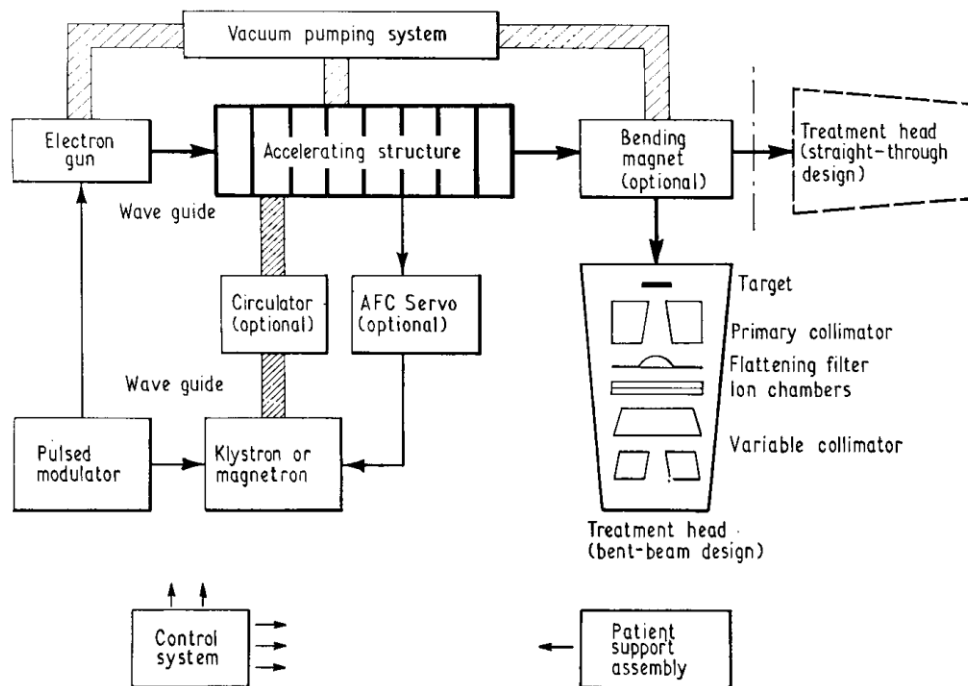 Vacuum pumping system
Electron
gun
Accelerating structure
Bending
magnet
(optional)
Treatment head
(straight-through
design)
Wave guide
Circulator
(optional)
AFC Servo
(optional)
Target
Primary collimator
Flattening filter
Ion chambers
Variable collimator
Wave guide
Pulsed
modulator
Klystron or
magnetron
Treatment head
(bent-beam design)
Control
system
Patient
support
assembly